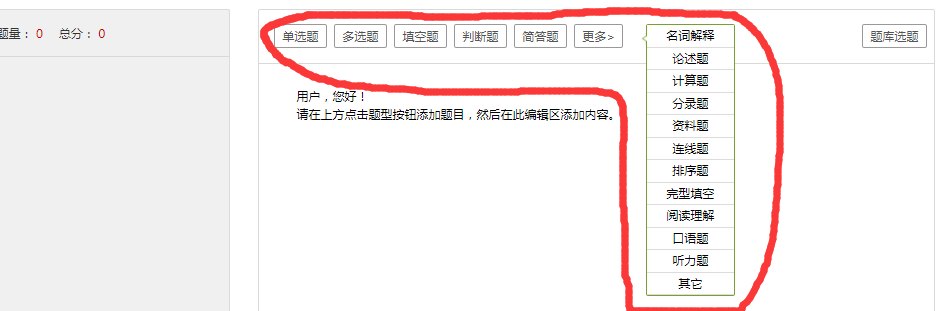 题量： 0 总分： 0
单选题 多选题 填空题 判断题 简答题 更多> 题库选题
名词解释
论述题
计算题
分录题
资料题
连线题
排序题
完型填空
阅读理解
口语题
听力题
其它
用户，您好！
请在上方点击题型按钮添加题目，然后在此编辑区添加内容。